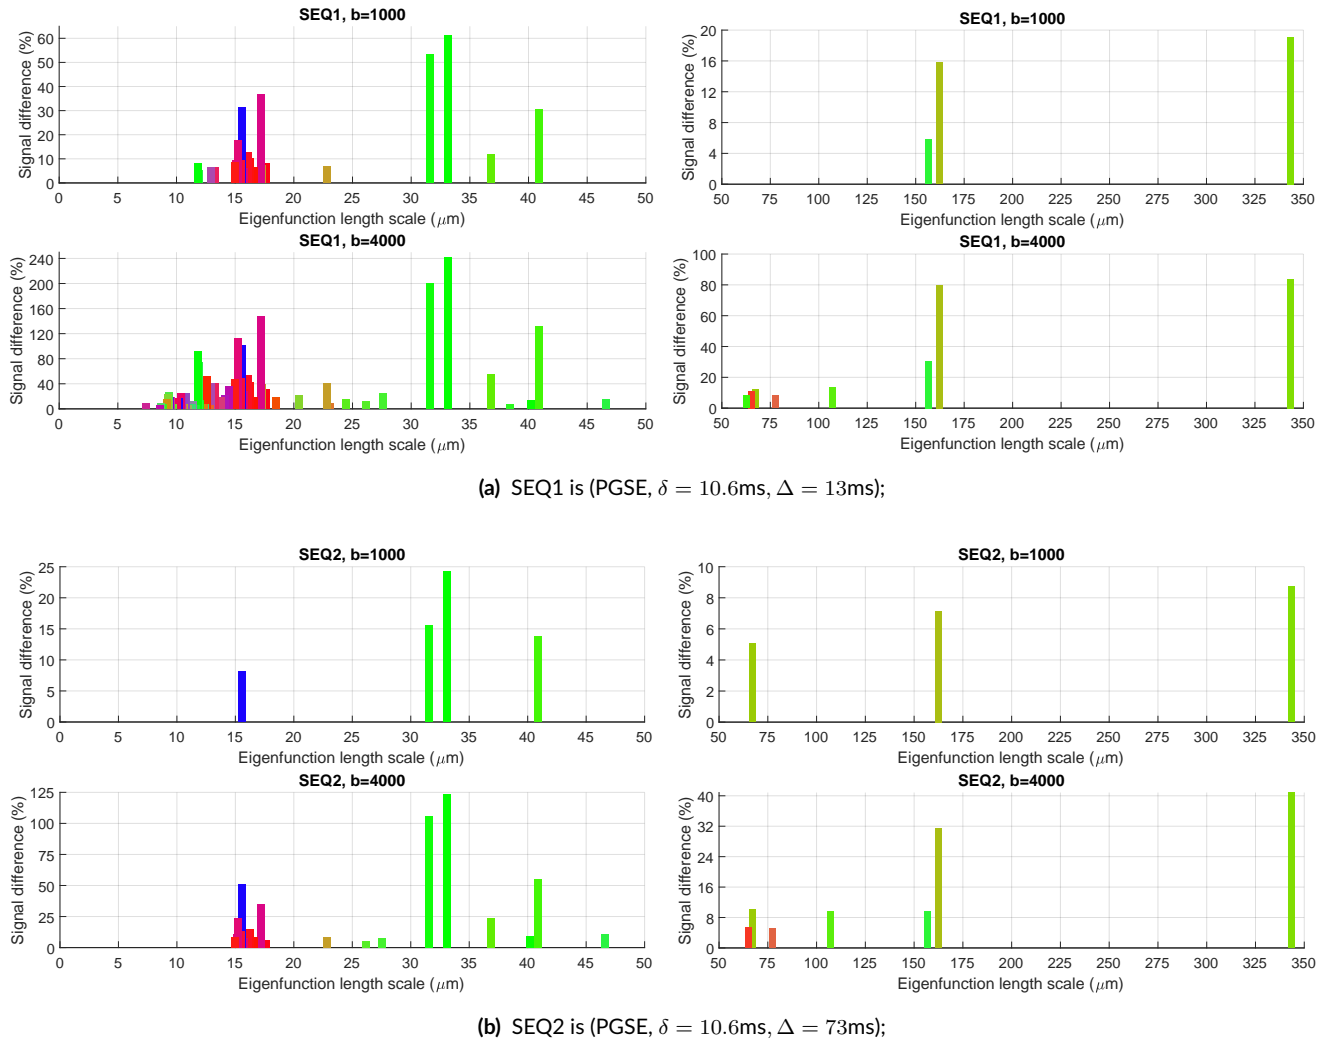 SEQ1, b=1000
Signal difference (%)
60
50
40
30
20
10
0
0 5 10 15 20 25 30 35 40 45 50
Eigenfunction length scale (μm)
SEQ1, b=1000
Signal difference (%)
20
16
12
8
4
0
50 75 100 125 150 175 200 225 250 275 300 325 350
Eigenfunction length scale (μm)
SEQ1, b=4000
Signal difference (%)
240
200
160
120
80
40
0
0 5 10 15 20 25 30 35 40 45 50
Eigenfunction length scale (μm)
SEQ1, b=4000
Signal difference (%)
100
80
60
40
20
0
50 75 100 125 150 175 200 225 250 275 300 325 350
Eigenfunction length scale (μm)
(a) SEQ1 is (PGSE, δ = 10.6ms, Δ = 13ms);
SEQ2, b=1000
Signal difference (%)
25
20
15
10
5
0
0 5 10 15 20 25 30 35 40 45 50
Eigenfunction length scale (μm)
SEQ2, b=1000
Signal difference (%)
10
8
6
4
2
0
50 75 100 125 150 175 200 225 250 275 300 325 350
Eigenfunction length scale (μm)
SEQ2, b=4000
Signal difference (%)
125
100
75
50
25
0
0 5 10 15 20 25 30 35 40 45 50
Eigenfunction length scale (μm)
SEQ2, b=4000
Signal difference (%)
40
32
24
16
8
0
50 75 100 125 150 175 200 225 250 275 300 325 350
Eigenfunction length scale (μm)
(b) SEQ2 is (PGSE, δ = 10.6ms, Δ = 73ms);